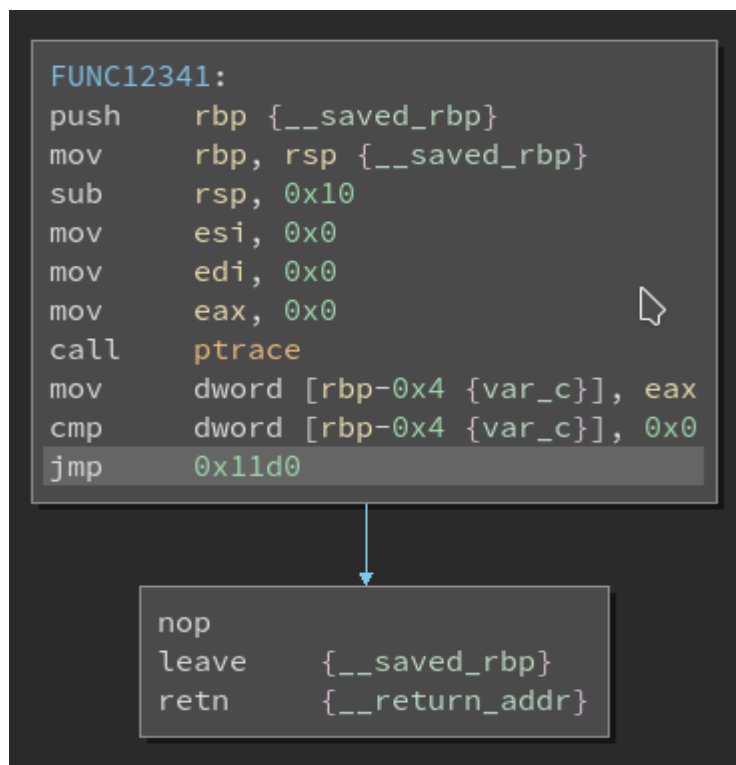 FUNC12341:
push rbp {__saved_rbp}
mov rbp, rsp {__saved_rbp}
sub rsp, 0x10
mov esi, 0x0
mov edi, 0x0
mov eax, 0x0
call ptrace
mov dword [rbp-0x4 {var_c}], eax
cmp dword [rbp-0x4 {var_c}], 0x0
jmp 0x11d0
nop
leave {__saved_rbp}
retn {__return_addr}